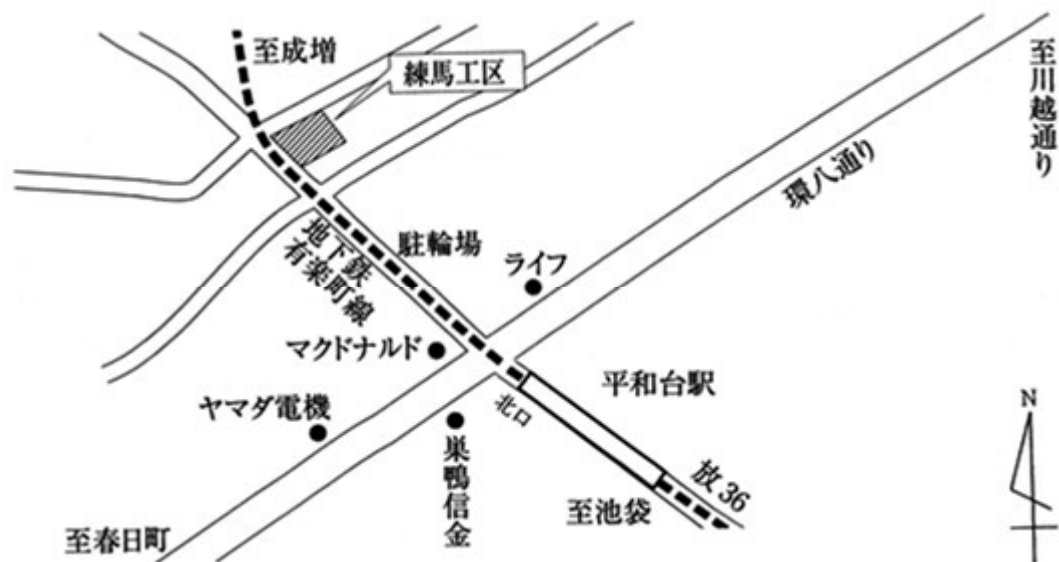 至成増
練馬工区
至川越通り
環八通り
駐輪場
地下鉄
有楽町線
ライフ
マクドナルド
平和台駅
北口
ヤマダ電機
巣鴨信金
放36
至池袋
至春日町
N